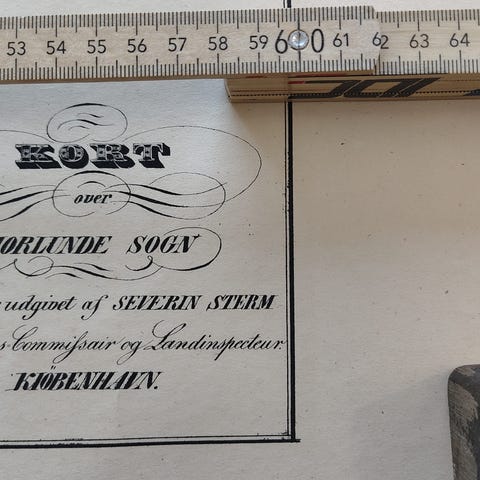 53 54 55 56 57 58 59 60 61 62 63 64
KORT
over
ORLUNDE SOGN
udgivet af SEVERIN STERM
s-Commissair og Landinspecteur.
KIÖBENHAVN.